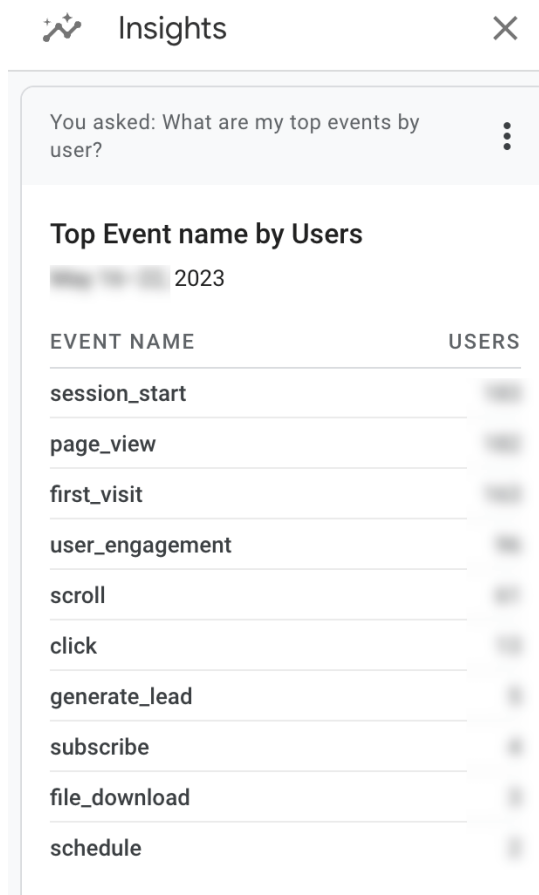 Insights
You asked: What are my top events by
user?
Top Event name by Users
2023
EVENT NAME USERS
session_start
page_view
first_visit
user_engagement
scroll
click
generate_lead
subscribe
file_download
schedule